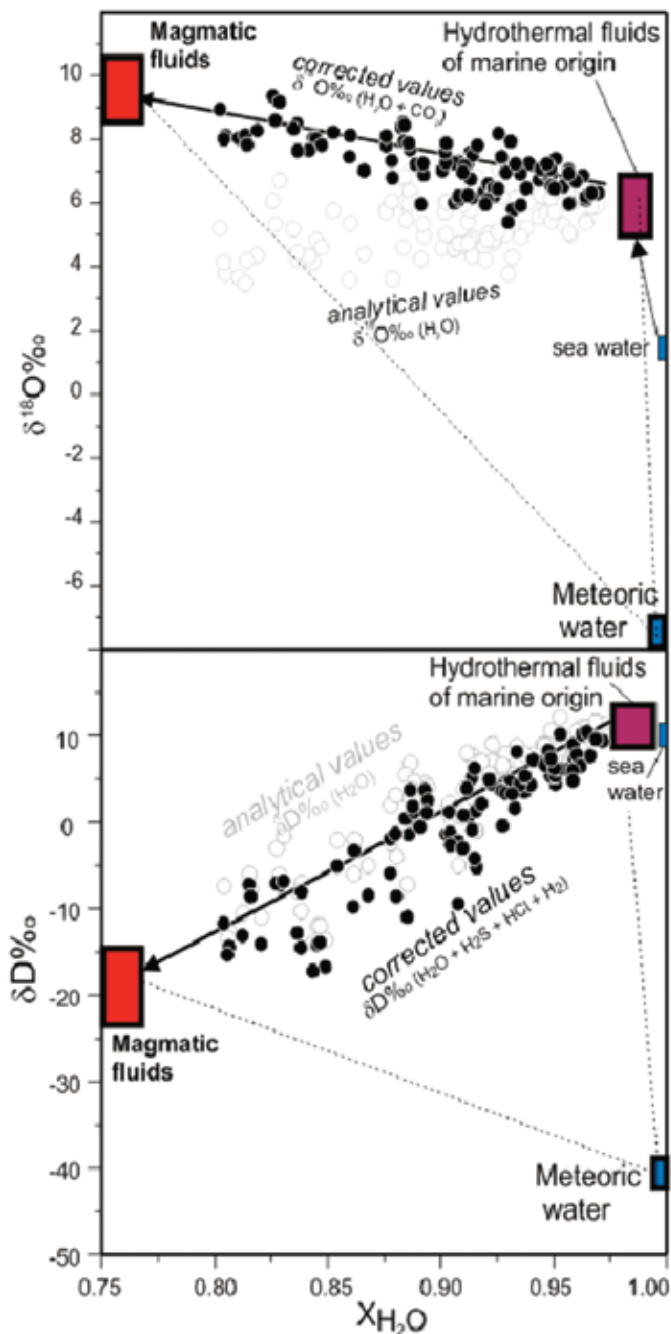 Magmatic
fluids
Hydrothermal fluids
of marine origin
corrected values
δ¹⁸O‰ (H₂O + CO₂)
10
8
6
4
2
0
-2
-4
-6
δ¹⁸O‰
analytical values
δ¹⁸O‰ (H₂O)
sea water
Meteoric
water
Hydrothermal fluids
of marine origin
analytical values
δD‰ (H₂O)
sea
water
10
0
-10
-20
-30
-40
-50
δD‰
corrected values
δD‰ (H₂O + H₂S + HCl + H₂)
Magmatic
fluids
Meteoric
water
0.75 0.80 0.85 0.90 0.95 1.00
X H₂O